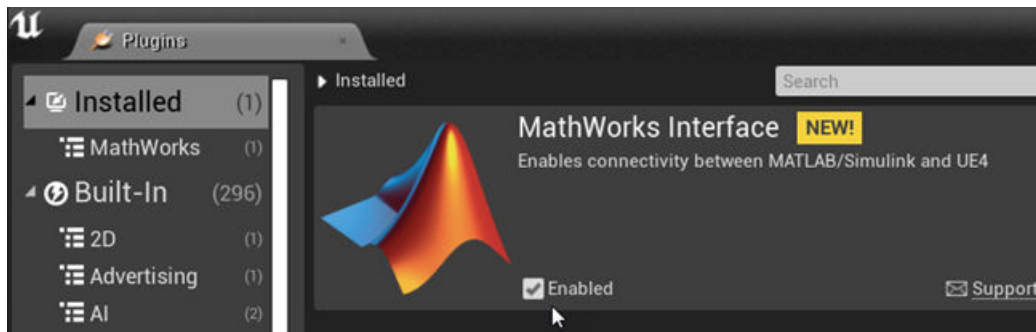 Plugins
Installed (1)
MathWorks (1)
Built-In (296)
2D (1)
Advertising (1)
AI (2)
Installed
Search
MathWorks Interface NEW!
Enables connectivity between MATLAB/Simulink and UE4
Enabled
Support